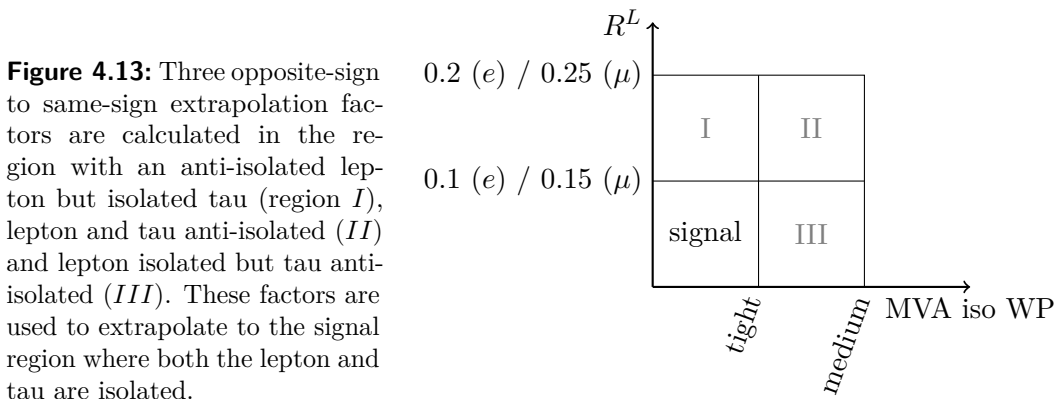 Figure 4.13: Three opposite-sign
to same-sign extrapolation fac-
tors are calculated in the re-
gion with an anti-isolated lep-
ton but isolated tau (region I),
lepton and tau anti-isolated (II)
and lepton isolated but tau anti-
isolated (III). These factors are
used to extrapolate to the signal
region where both the lepton and
tau are isolated.
R^L
0.2 (e) / 0.25 (μ)
I II
0.1 (e) / 0.15 (μ)
signal III
MVA iso WP
tight
medium